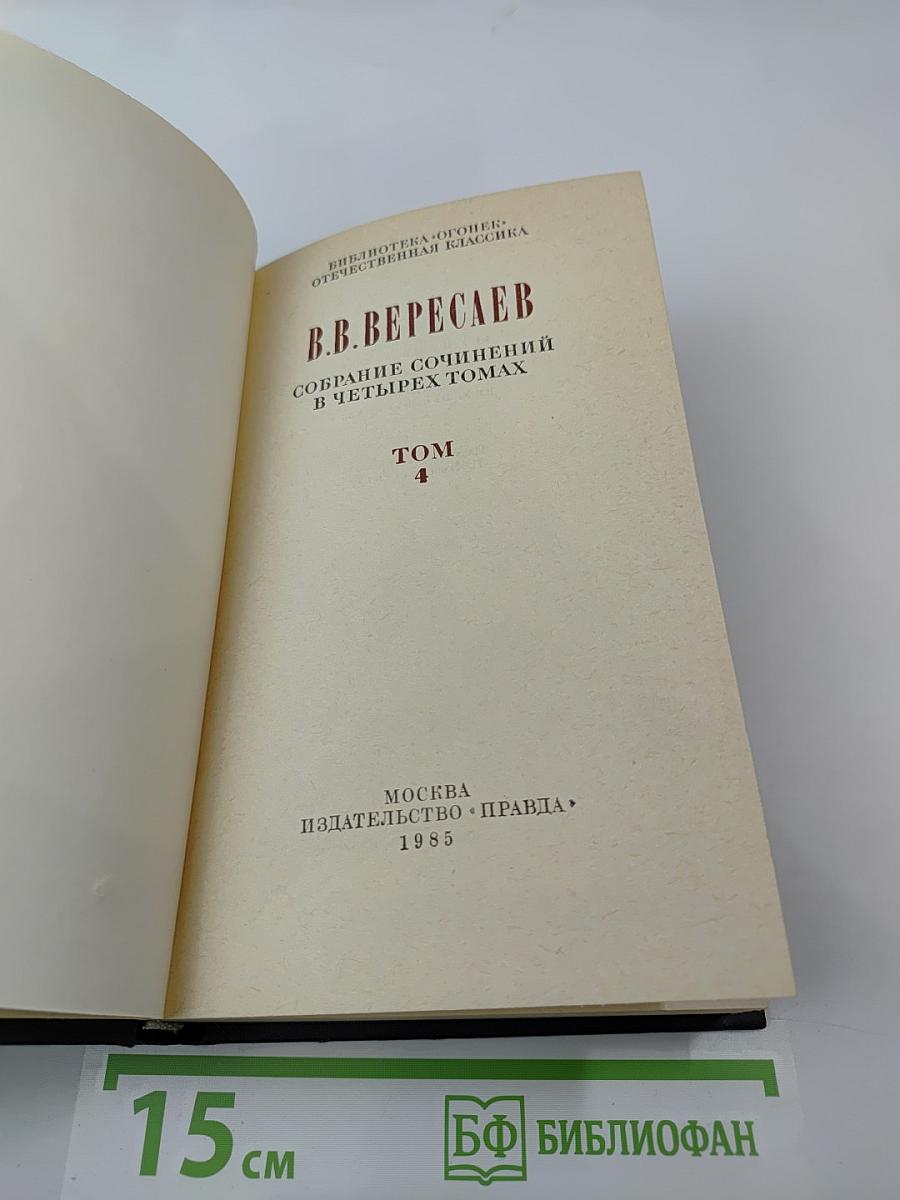 БИБЛИОТЕКА «ОГОНЕК»
ОТЕЧЕСТВЕННАЯ КЛАССИКА
В.В.ВЕРЕСАЕВ
СОБРАНИЕ СОЧИНЕНИЙ
В ЧЕТЫРЕХ ТОМАХ
ТОМ
4
МОСКВА
ИЗДАТЕЛЬСТВО «ПРАВДА»
1985
15 см
БФ БИБЛИОФАН